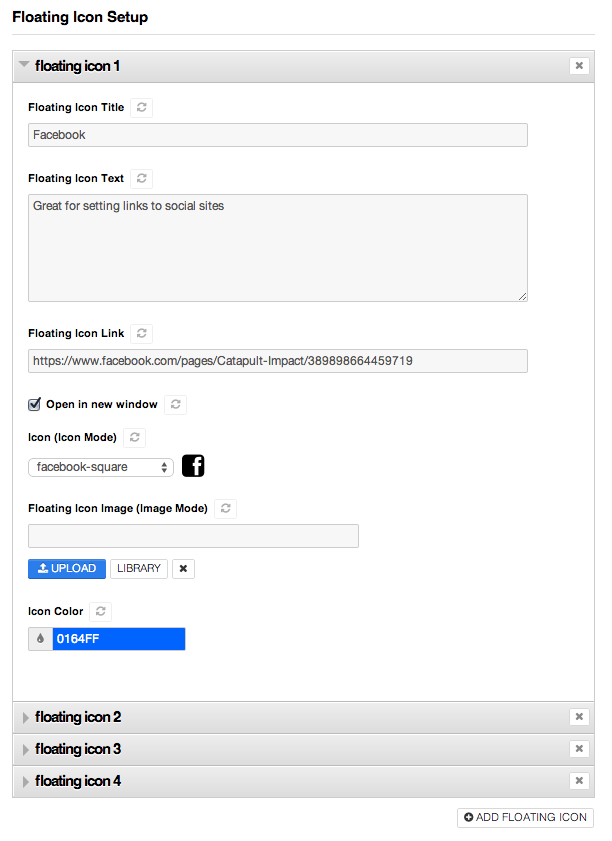 Floating Icon Setup
floating icon 1
Floating Icon Title
Facebook
Floating Icon Text
Great for setting links to social sites
Floating Icon Link
https://www.facebook.com/pages/Catapult-Impact/389898664459719
Open in new window
Icon (Icon Mode)
facebook-square
Floating Icon Image (Image Mode)
UPLOAD LIBRARY
Icon Color
0164FF
floating icon 2
floating icon 3
floating icon 4
ADD FLOATING ICON